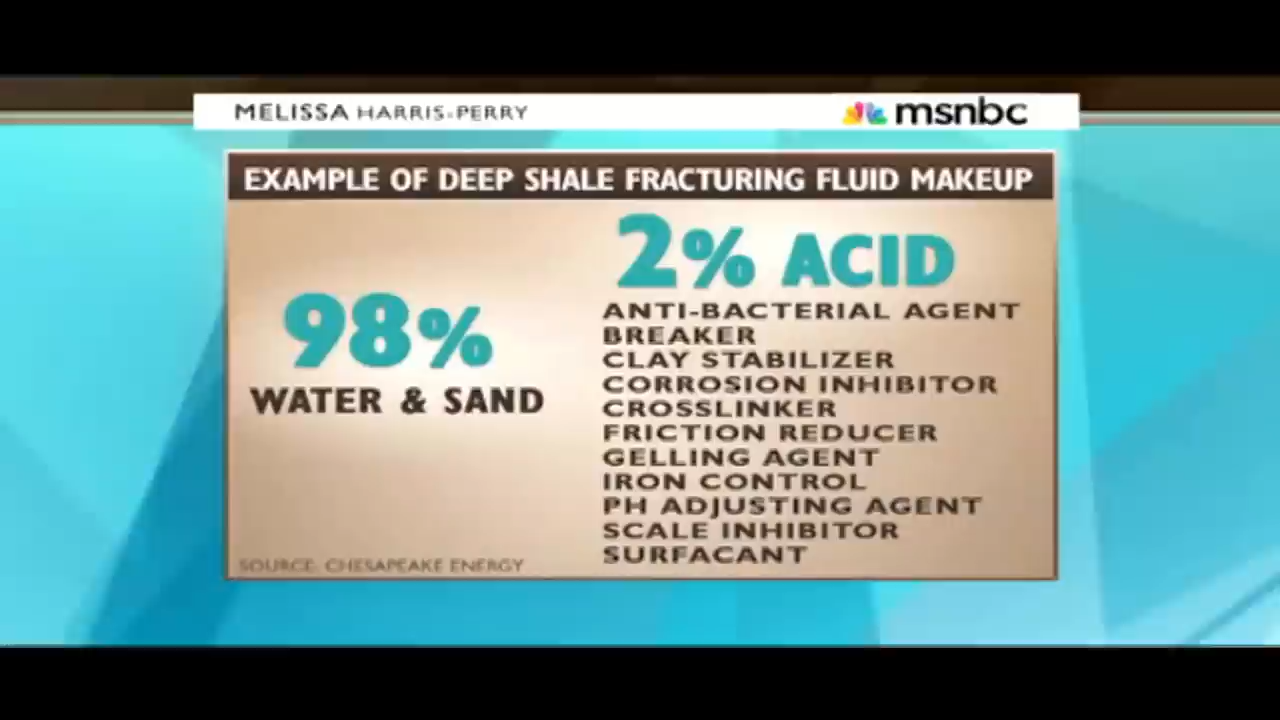 MELISSA HARRIS-PERRY
msnbc
EXAMPLE OF DEEP SHALE FRACTURING FLUID MAKEUP
98%
WATER & SAND
2% ACID
ANTI-BACTERIAL AGENT
BREAKER
CLAY STABILIZER
CORROSION INHIBITOR
CROSSLINKER
FRICTION REDUCER
GELLING AGENT
IRON CONTROL
PH ADJUSTING AGENT
SCALE INHIBITOR
SURFACANT
SOURCE: CHESAPEAKE ENERGY